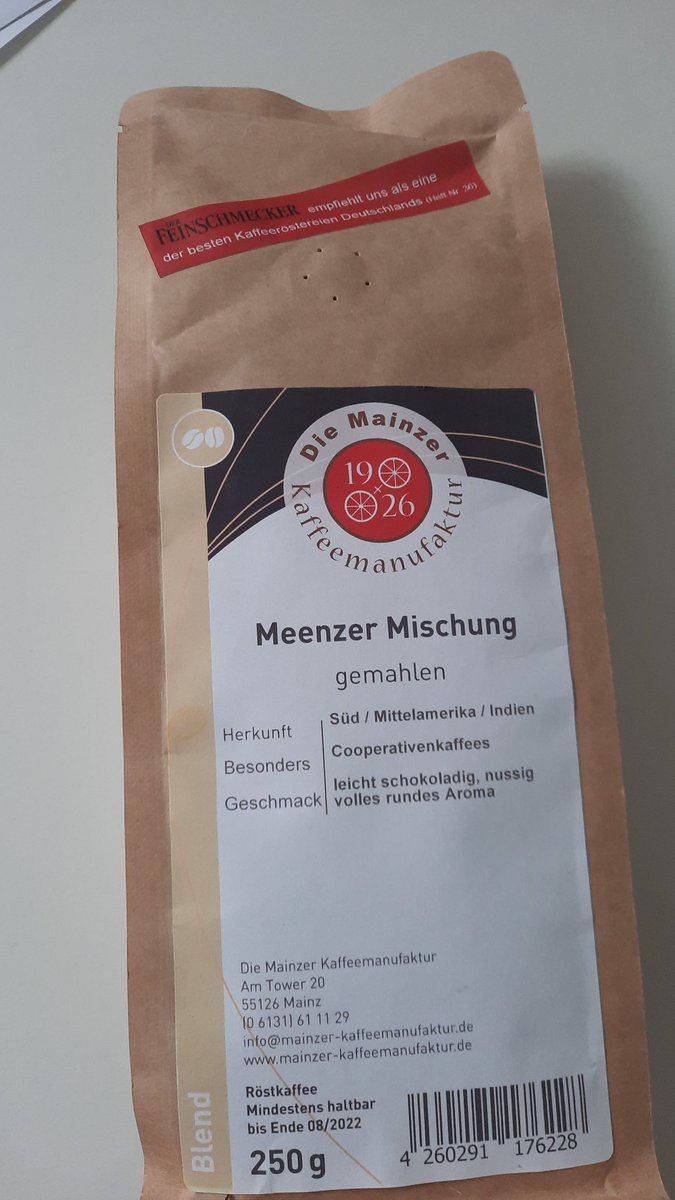 DER
FEINSCHMECKER empfiehlt uns als eine
der besten Kaffeeröstereien Deutschlands (Heft Nr. 36)
Die Mainzer
1900
26
Kaffeemanufaktur
Meenzer Mischung
gemahlen
Herkunft Süd / Mittelamerika / Indien
Besonders Cooperativenkaffees
Geschmack leicht schokoladig, nussig
volles rundes Aroma
Die Mainzer Kaffeemanufaktur
Am Tower 20
55126 Mainz
(0 6131) 61 11 29
info@mainzer-kaffeemanufaktur.de
www.mainzer-kaffeemanufaktur.de
Röstkaffee
Mindestens haltbar
bis Ende 08/2022
250 g
Blend
4 260291 176228